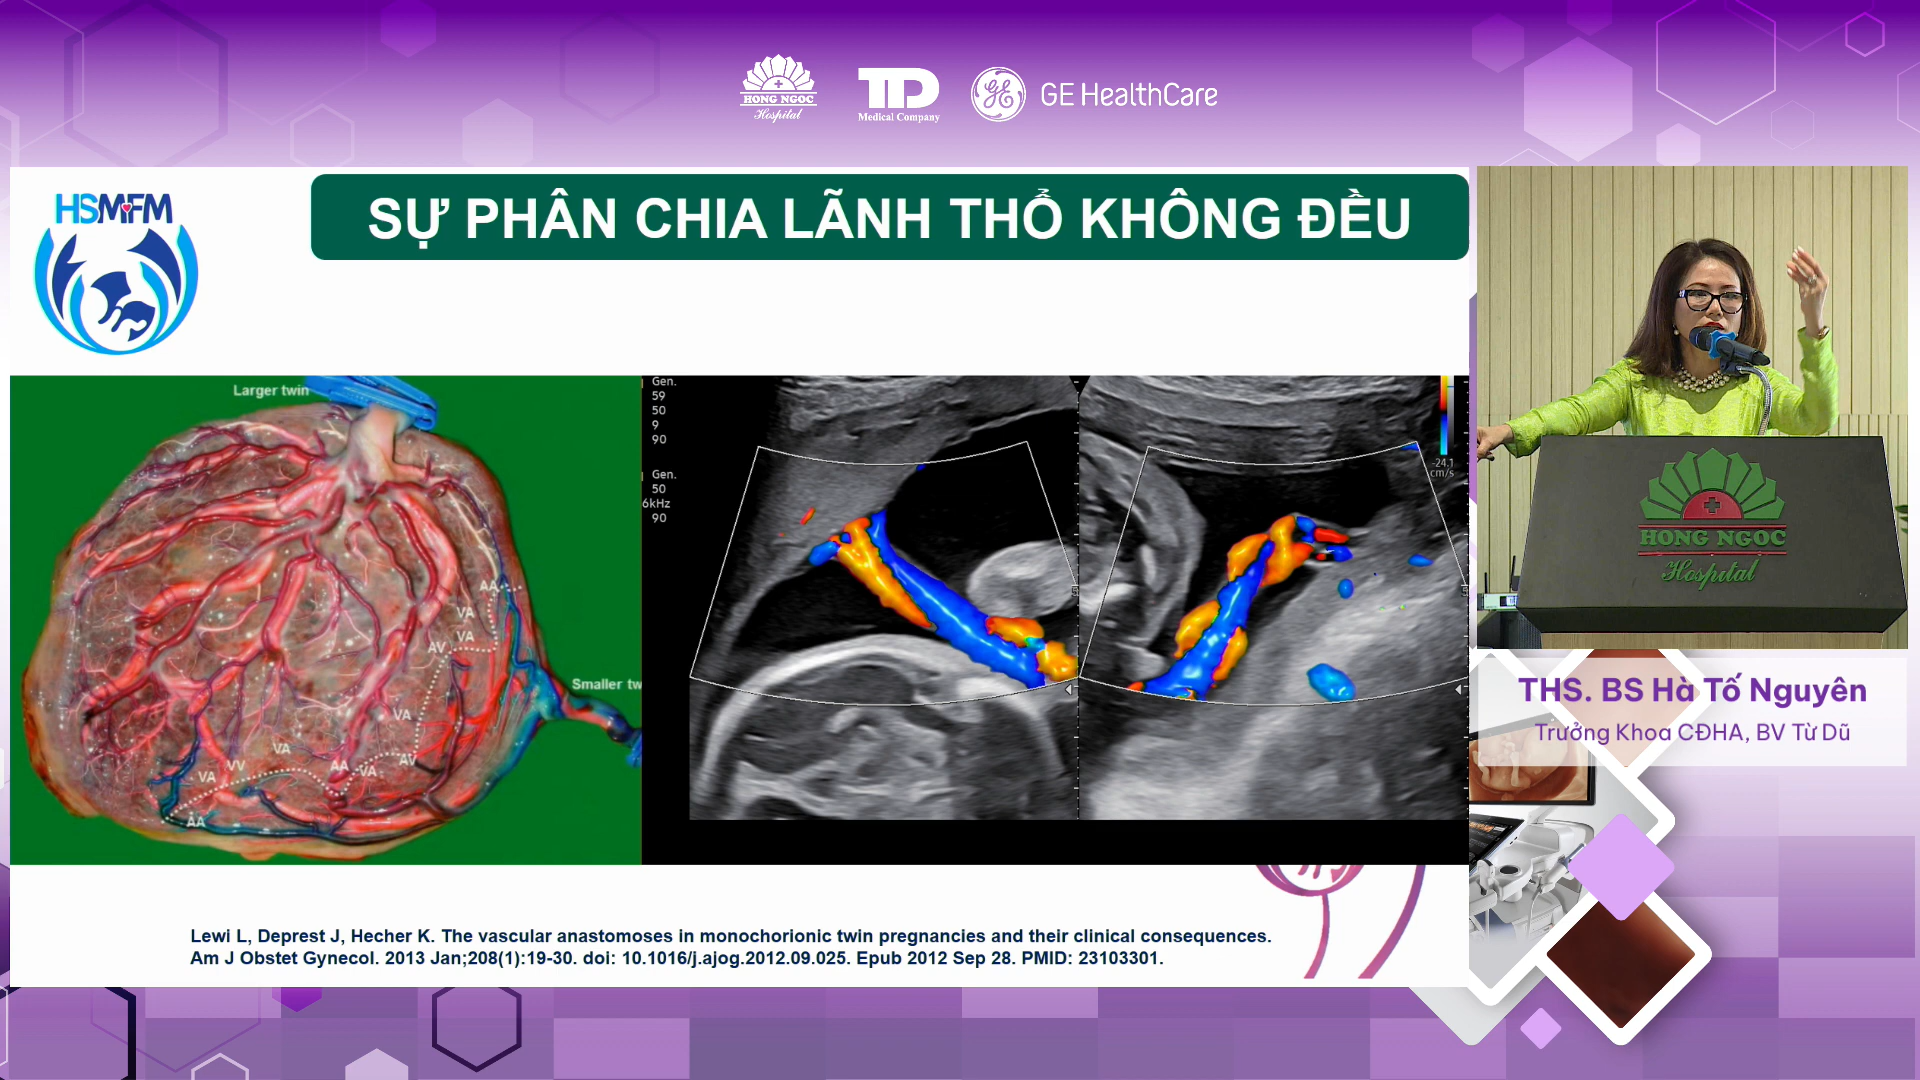 HONG NGOC
Hospital
TD
Medical Company
GE HealthCare
HSMFM
SỰ PHÂN CHIA LÃNH THỔ KHÔNG ĐỀU
Larger twin
AA
VA
VA
AV
Smaller tw
VA
VA
VV
VA
AA
VA
AV
AA
Gen.
59
50
9
90
Gen.
50
6kHz
90
-24.1
cm/s
HONG NGOC
Hospital
THS. BS Hà Tố Nguyên
Trưởng Khoa CĐHA, BV Từ Dũ
Lewi L, Deprest J, Hecher K. The vascular anastomoses in monochorionic twin pregnancies and their clinical consequences.
Am J Obstet Gynecol. 2013 Jan;208(1):19-30. doi: 10.1016/j.ajog.2012.09.025. Epub 2012 Sep 28. PMID: 23103301.